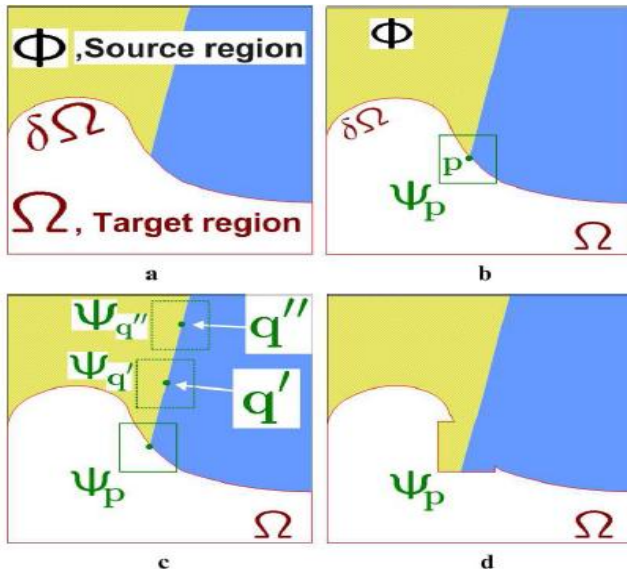 Φ ,Source region
δΩ
Ω, Target region
a
Φ
δΩ
p
Ψp
Ω
b
Ψq″
q″
Ψq′
q′
Ψp
Ω
c
Ψp
Ω
d